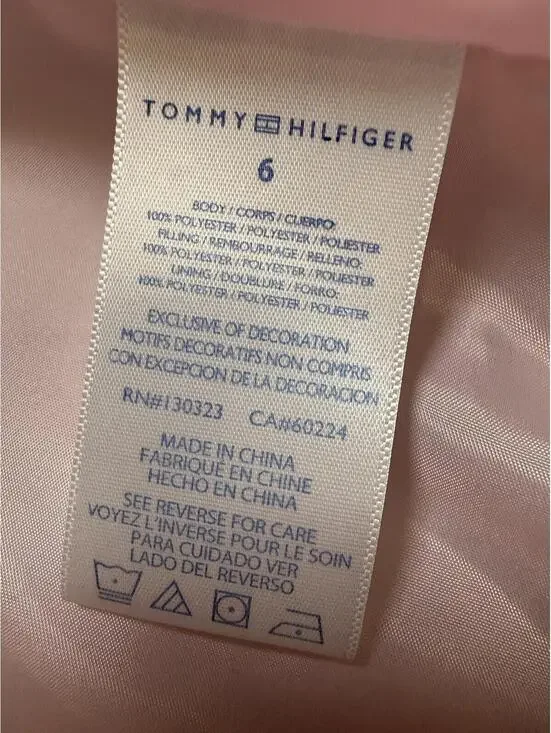 TOMMY HILFIGER
6
BODY / CORPS / CUERPO:
100% POLYESTER / POLYESTER / POLIESTER
FILLING / REMBOURRAGE / RELLENO:
100% POLYESTER / POLYESTER / POLIESTER
LINING / DOUBLURE / FORRO:
100% POLYESTER / POLYESTER / POLIESTER
EXCLUSIVE OF DECORATION
MOTIFS DECORATIFS NON COMPRIS
CON EXCEPCION DE LA DECORACION
RN#130323 CA#60224
MADE IN CHINA
FABRIQUÉ EN CHINE
HECHO EN CHINA
SEE REVERSE FOR CARE
VOYEZ L'INVERSE POUR LE SOIN
PARA CUIDADO VER
LADO DEL REVERSO